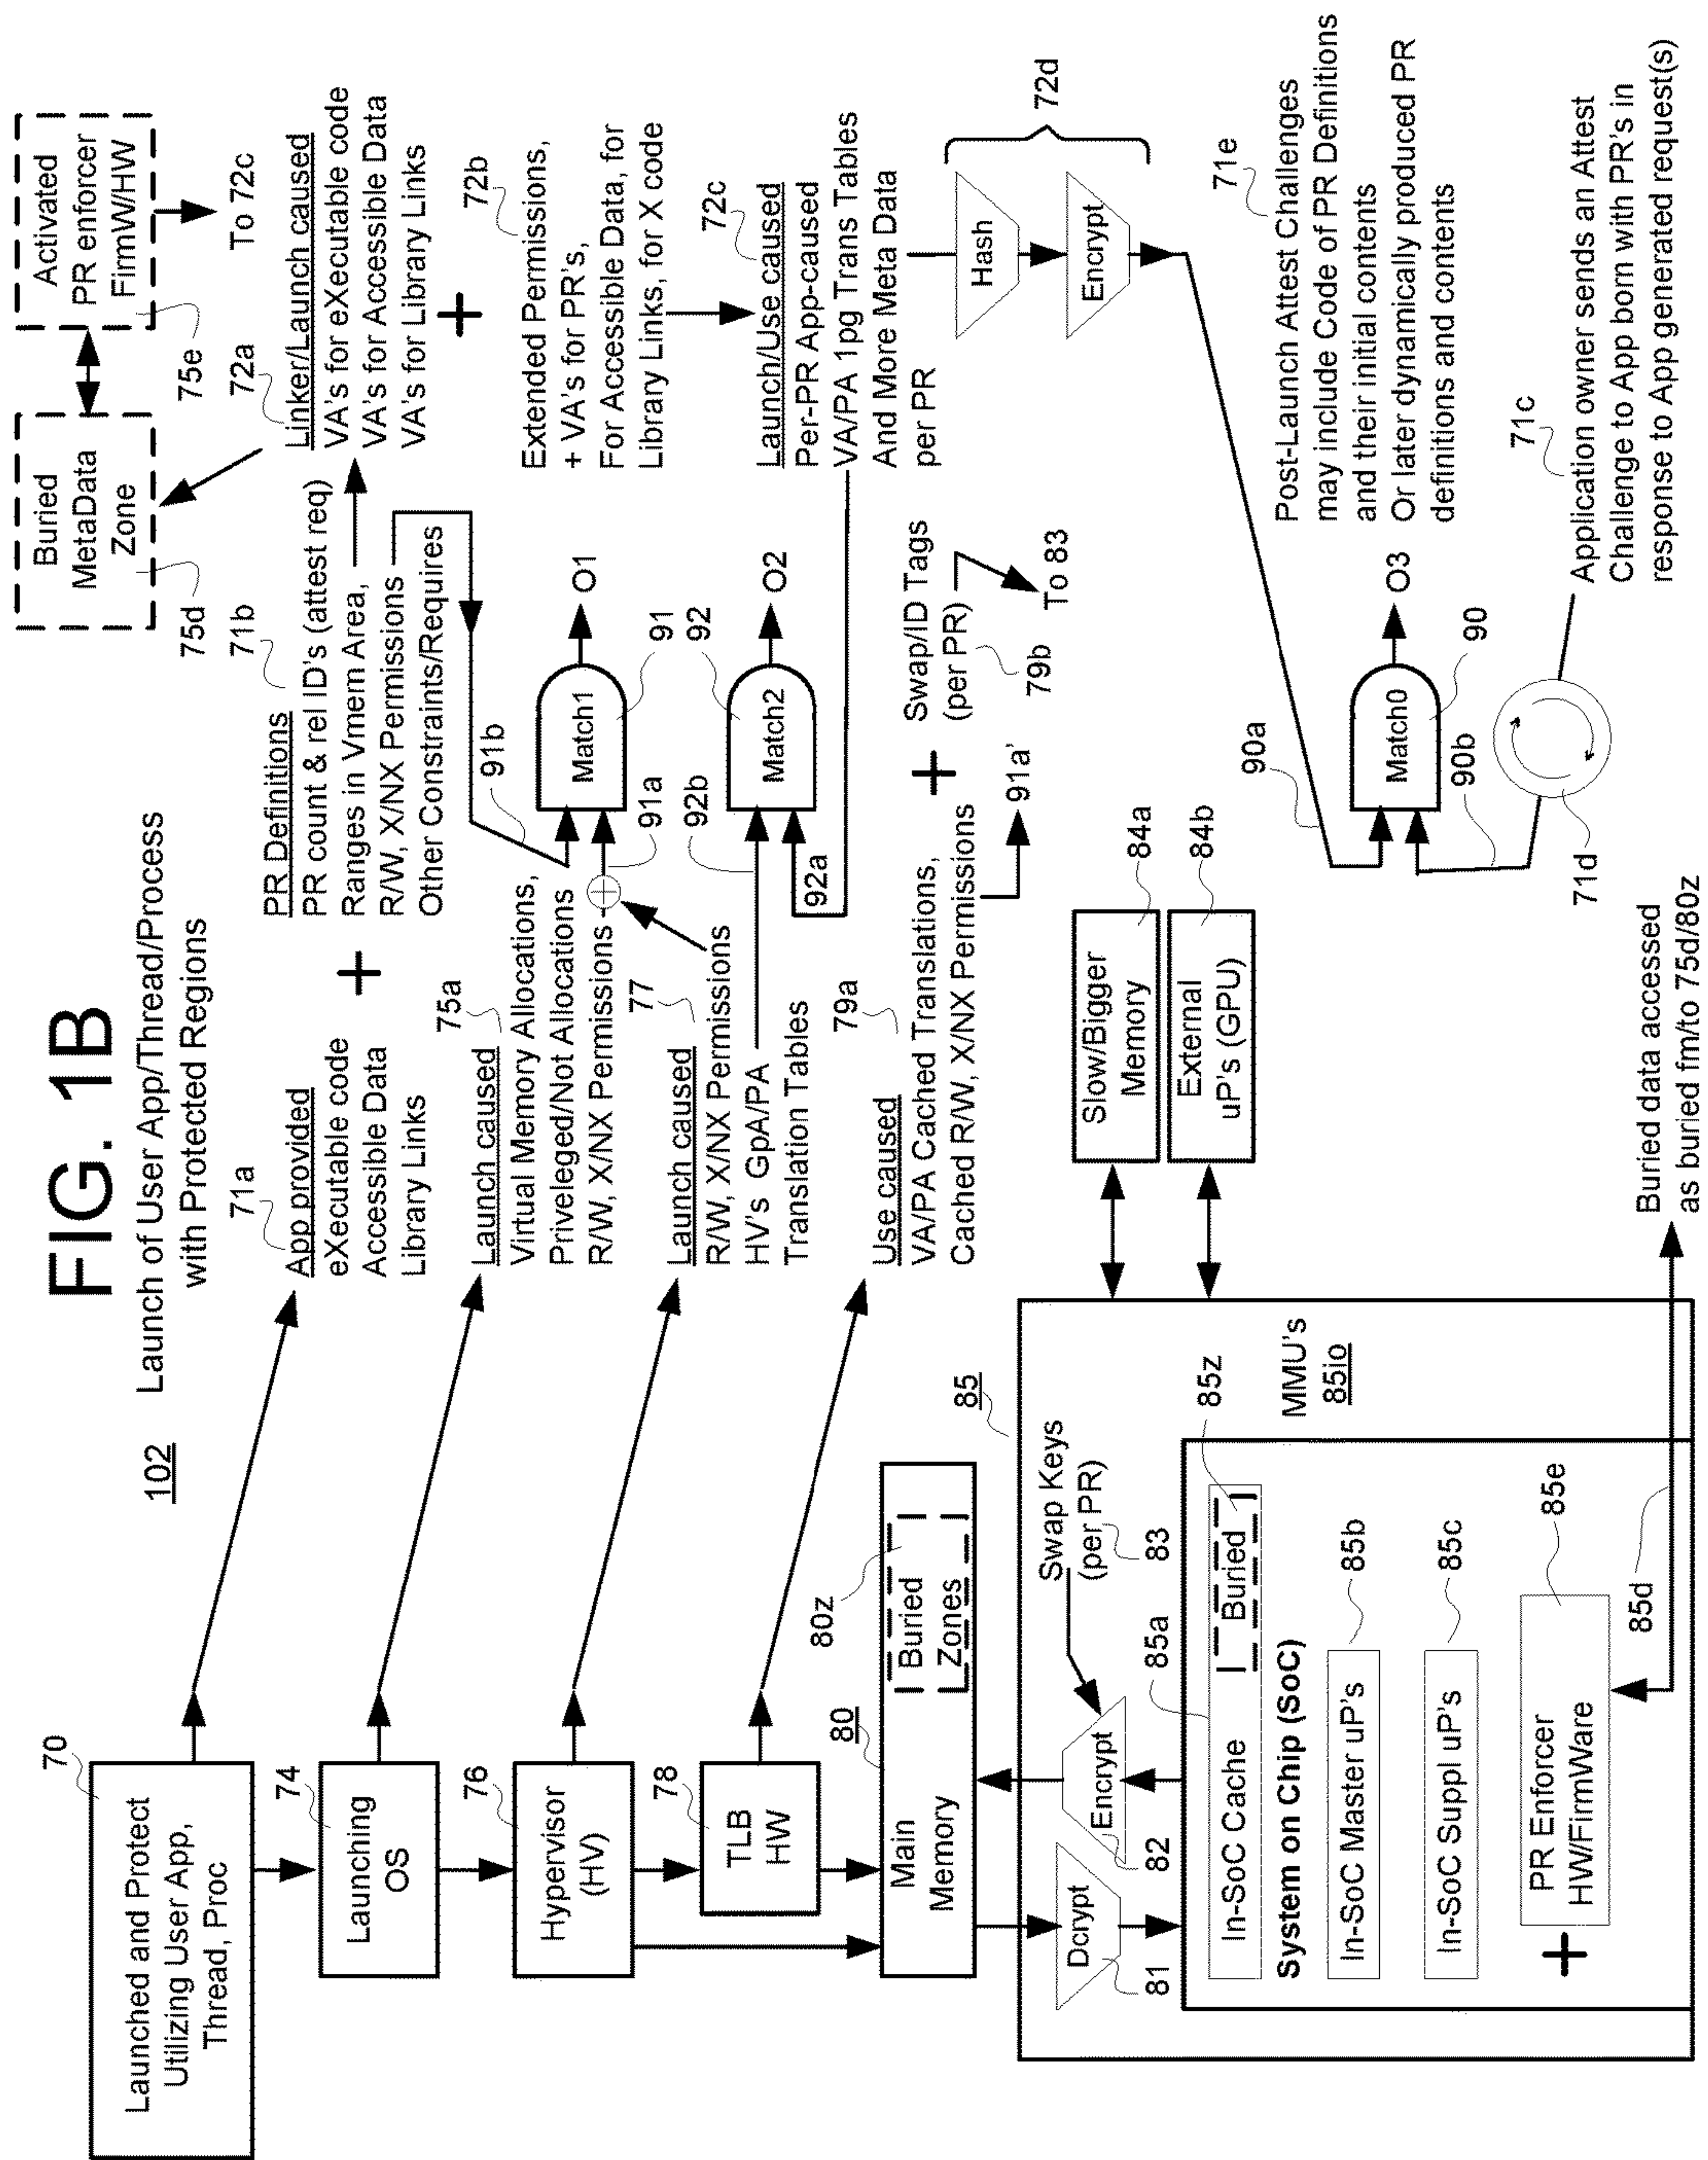 FIG. 1B
102
Launch of User App/Thread/Process
with Protected Regions
70
Launched and Protect
Utilizing User App,
Thread, Proc
71a
App provided
eXecutable code
Accessible Data
Library Links
+
71b
PR Definitions
PR count & rel ID's (attest req)
Ranges in Vmem Area,
R/W, X/NX Permissions
Other Constraints/Requires
75d
Buried
MetaData
Zone
75e
Activated
PR enforcer
FirmW/HW
To 72c
72a
Linker/Launch caused
VA's for eXecutable code
VA's for Accessible Data
VA's for Library Links
+
72b
Extended Permissions,
+ VA's for PR's,
For Accessible Data, for
Library Links, for X code
72c
Launch/Use caused
Per-PR App-caused
VA/PA 1pg Trans Tables
And More Meta Data
per PR
Hash
Encrypt
72d
74
Launching
OS
75a
Launch caused
Virtual Memory Allocations,
Priveleged/Not Allocations
R/W, X/NX Permissions
91b
91a
Match1
91
O1
76
Hypervisor
(HV)
77
Launch caused
R/W, X/NX Permissions
HV's GpA/PA
Translation Tables
92b
92a
Match2
92
O2
78
TLB
HW
79a
Use caused
VA/PA Cached Translations,
Cached R/W, X/NX Permissions
91a'
+
Swap/ID Tags
(per PR)
79b
To 83
80
Main
Memory
80z
Buried
Zones
Dcrypt
81
Encrypt
82
Swap Keys
(per PR)
83
85
85a
In-SoC Cache
Buried
85z
System on Chip (SoC)
In-SoC Master uP's
85b
In-SoC Suppl uP's
85c
+
PR Enforcer
HW/FirmWare
85e
85d
MMU's
85io
Slow/Bigger
Memory
84a
External
uP's (GPU)
84b
Buried data accessed
as buried fm/to 75d/80z
90a
Match0
90
O3
90b
71d
71e
Post-Launch Attest Challenges
may include Code of PR Definitions
and their initial contents
Or later dynamically produced PR
definitions and contents
71c
Application owner sends an Attest
Challenge to App born with PR's in
response to App generated request(s)